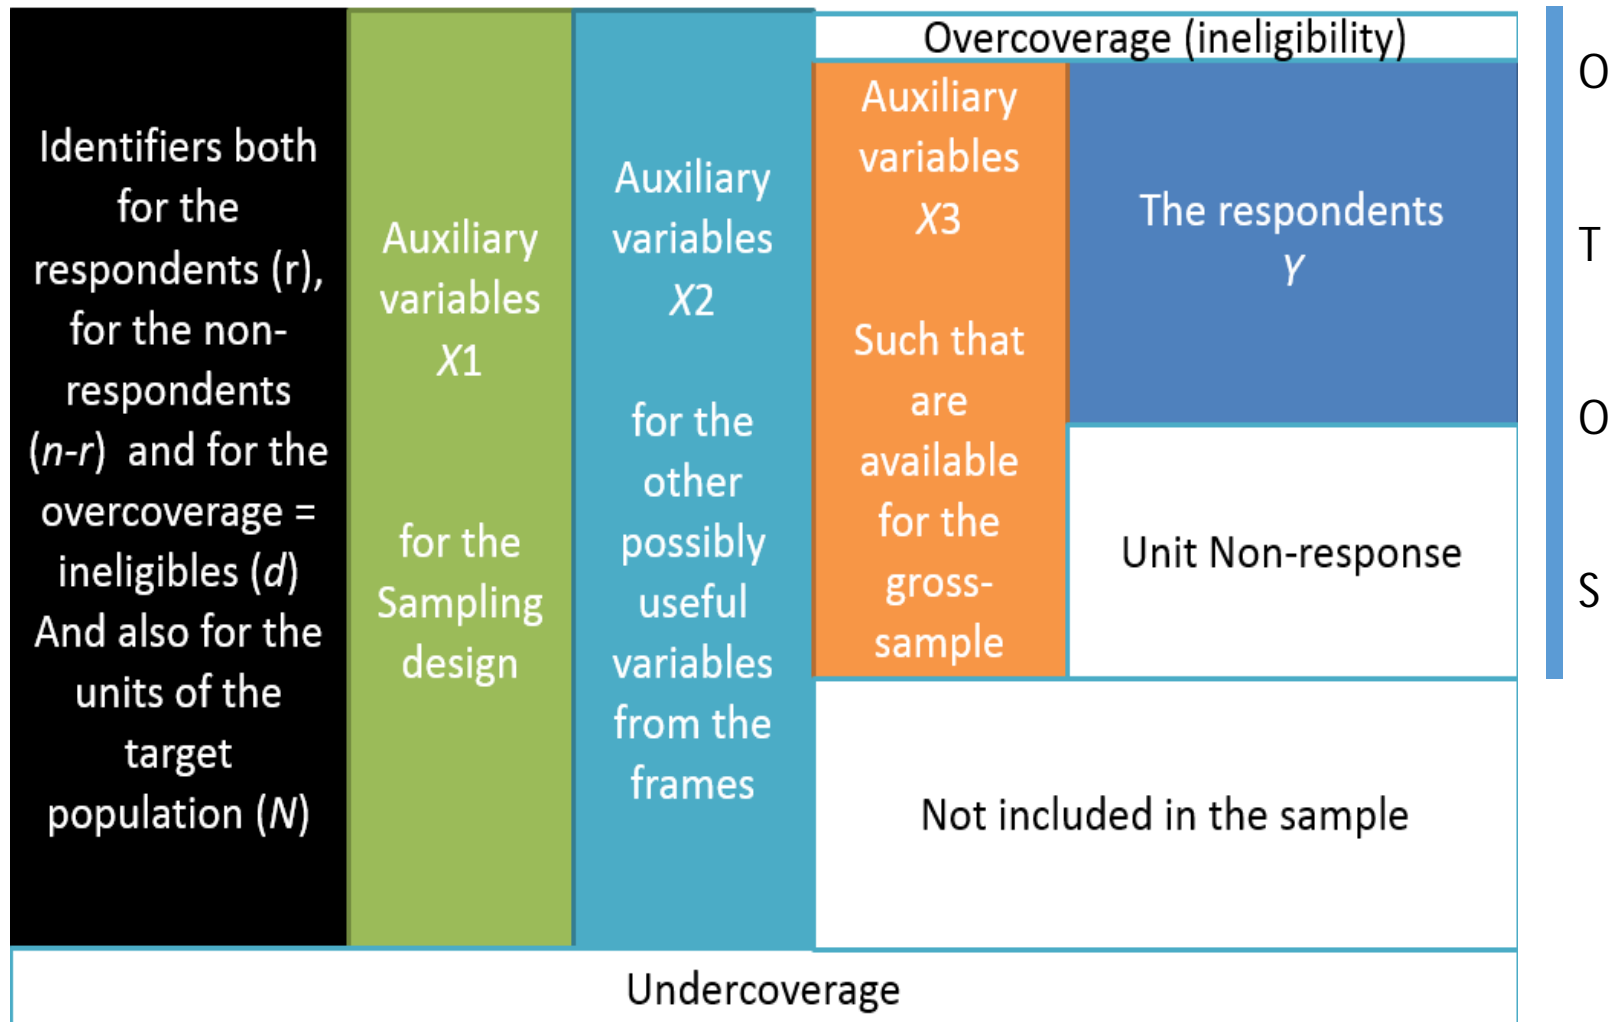 Identifiers both
for the
respondents (r),
for the non-
respondents
(n-r) and for the
overcoverage =
ineligibles (d)
And also for the
units of the
target
population (N)
Auxiliary
variables
X1
for the
Sampling
design
Auxiliary
variables
X2
for the
other
possibly
useful
variables
from the
frames
Overcoverage (ineligibility)
Auxiliary
variables
X3
Such that
are
available
for the
gross-
sample
The respondents
Y
Unit Non-response
Not included in the sample
Undercoverage
O
T
O
S